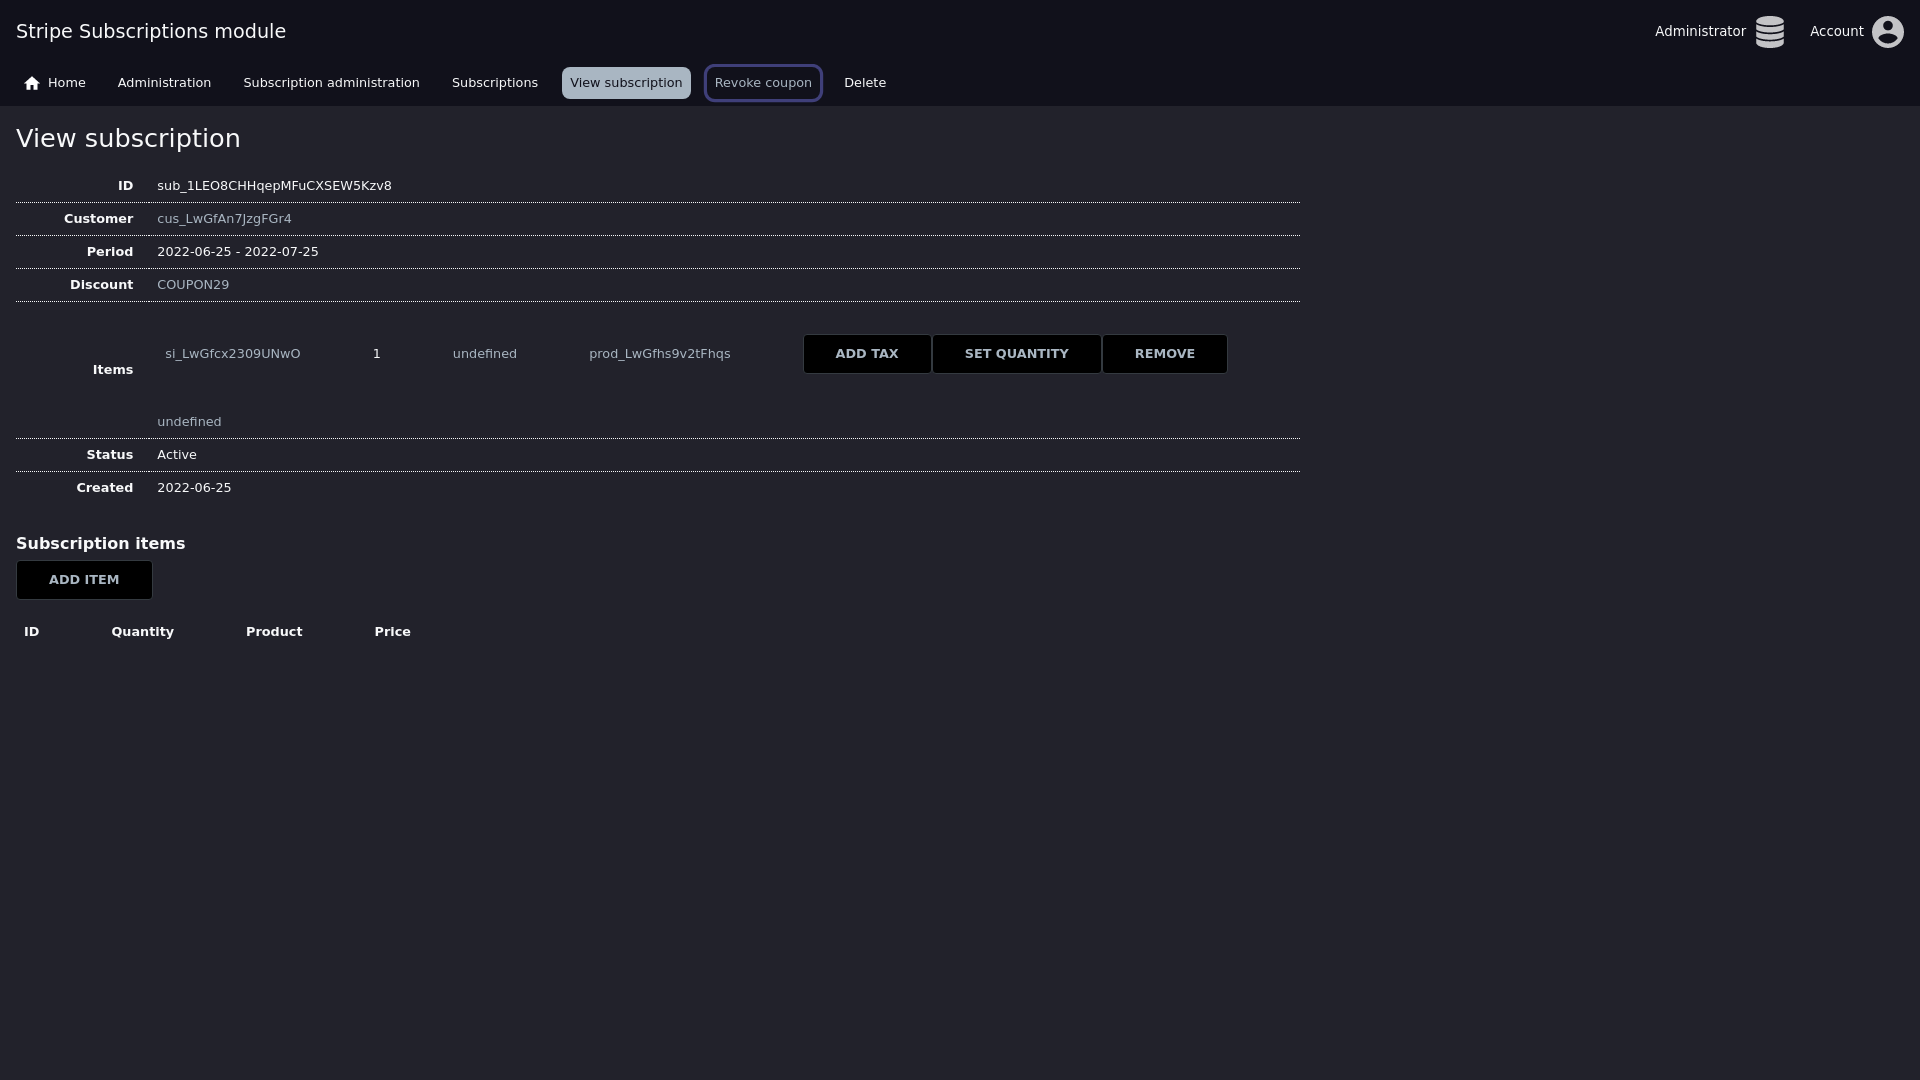 Stripe Subscriptions module
Administrator
Account
Home Administration Subscription administration Subscriptions View subscription Revoke coupon Delete
View subscription
ID sub_1LEO8CHHqepMFuCXSEW5Kzv8
Customer cus_LwGfAn7JzgFGr4
Period 2022-06-25 - 2022-07-25
Discount COUPON29
Items si_LwGfcx2309UNwO 1 undefined prod_LwGfhs9v2tFhqs ADD TAX SET QUANTITY REMOVE
undefined
Status Active
Created 2022-06-25
Subscription items
ADD ITEM
ID Quantity Product Price